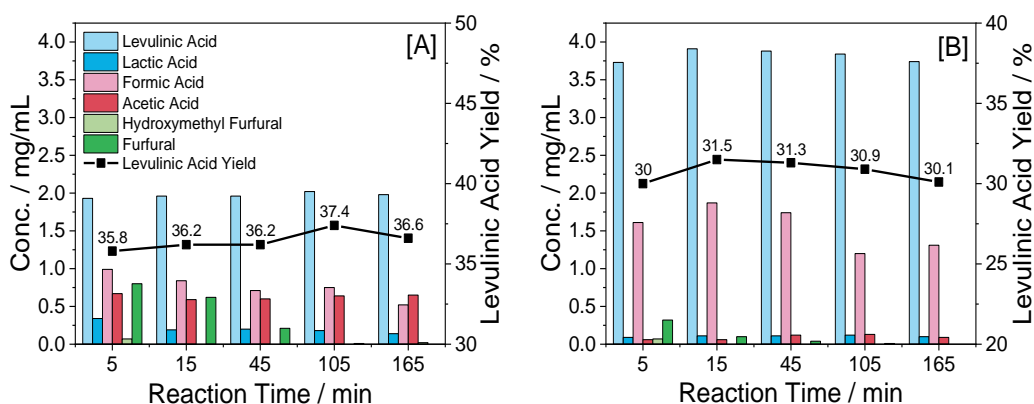 [A]
Levulinic Acid
Lactic Acid
Formic Acid
Acetic Acid
Hydroxymethyl Furfural
Furfural
Levulinic Acid Yield
Conc. / mg/mL
4.0
3.5
3.0
2.5
2.0
1.5
1.0
0.5
0.0
35.8
36.2
36.2
37.4
36.6
50
45
40
35
30
Levulinic Acid Yield / %
5 15 45 105 165
Reaction Time / min
[B]
Conc. / mg/mL
4.0
3.5
3.0
2.5
2.0
1.5
1.0
0.5
0.0
30
31.5
31.3
30.9
30.1
40
35
30
25
20
Levulinic Acid Yield / %
5 15 45 105 165
Reaction Time / min